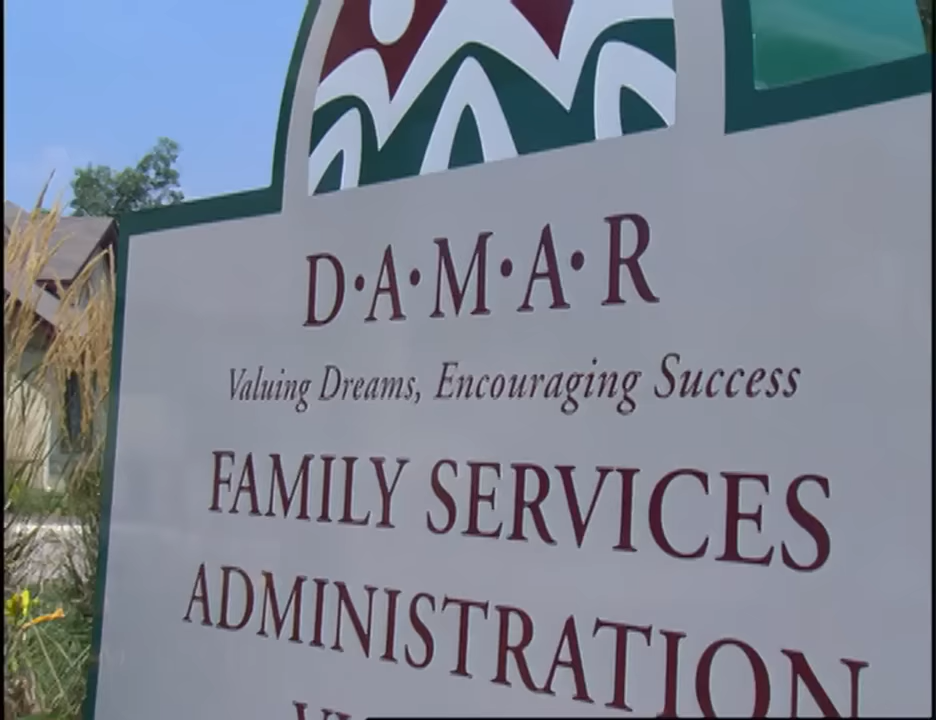 D·A·M·A·R
Valuing Dreams, Encouraging Success
FAMILY SERVICES
ADMINISTRATION